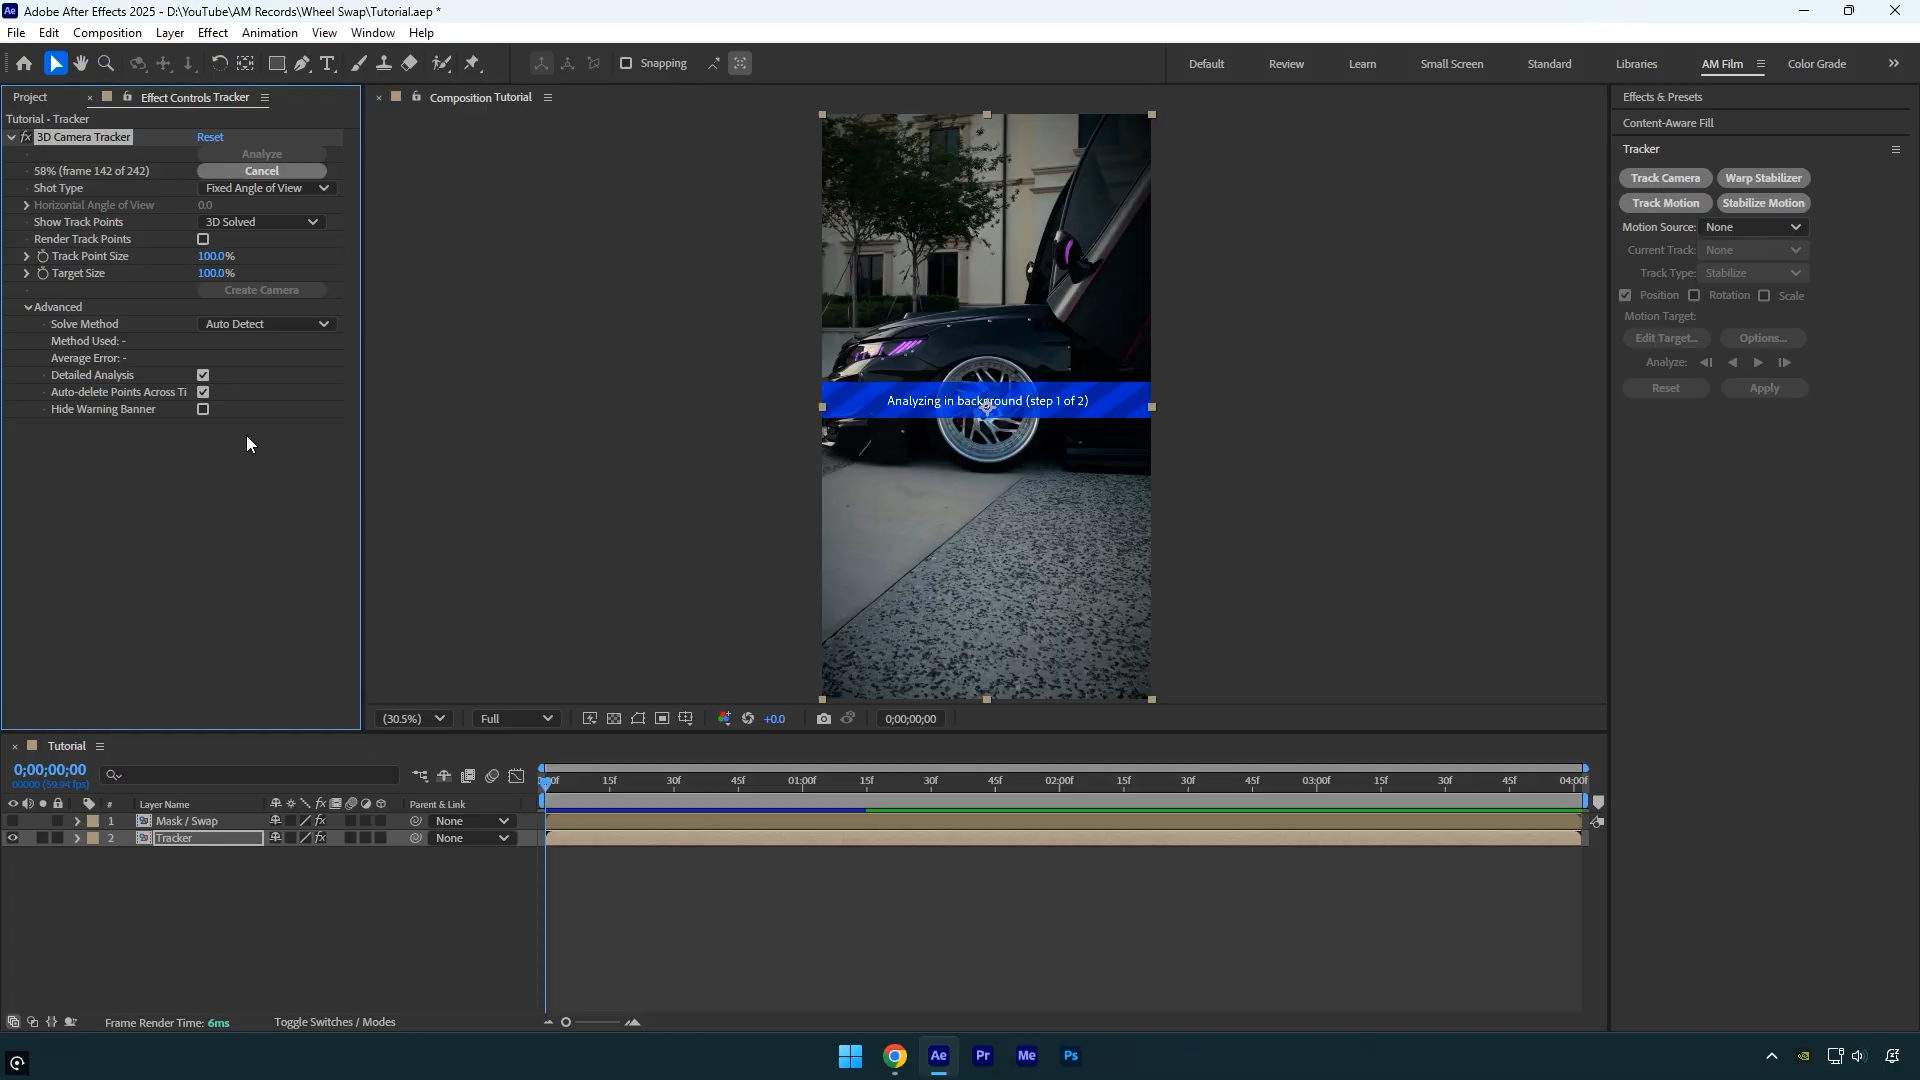 Adobe After Effects 2025 - D:\YouTube\AM Records\Wheel Swap\Tutorial.aep *
File Edit Composition Layer Effect Animation View Window Help
Snapping Default Review Learn Small Screen Standard Libraries AM Film Color Grade
Project Effect Controls Tracker
Tutorial • Tracker
fx 3D Camera Tracker Reset
Analyze
58% (frame 142 of 242) Cancel
Shot Type Fixed Angle of View
Horizontal Angle of View 0.0
Show Track Points 3D Solved
Render Track Points
Track Point Size 100.0%
Target Size 100.0%
Create Camera
Advanced
Solve Method Auto Detect
Method Used: -
Average Error: -
Detailed Analysis
Auto-delete Points Across Ti
Hide Warning Banner
Composition Tutorial
Analyzing in background (step 1 of 2)
(30.5%) Full +0.0 0;00;00;00
Effects & Presets
Content-Aware Fill
Tracker
Track Camera Warp Stabilizer
Track Motion Stabilize Motion
Motion Source: None
Current Track: None
Track Type: Stabilize
Position Rotation Scale
Motion Target:
Edit Target... Options...
Analyze:
Reset Apply
Tutorial
0;00;00;00
00000 (59.94 fps)
15f 30f 45f 01:00f 15f 30f 45f 02:00f 15f 30f 45f 03:00f 15f 30f 45f 04:00f
# Layer Name fx Parent & Link
1 Mask / Swap fx None
2 Tracker fx None
Frame Render Time: 6ms Toggle Switches / Modes
Ae Pr Me Ps